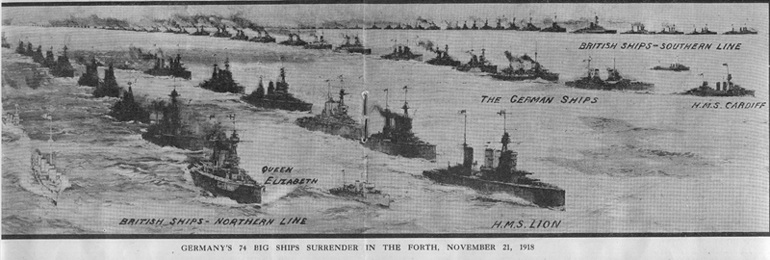 BRITISH SHIPS - SOUTHERN LINE
THE GERMAN SHIPS
H.M.S. CARDIFF
QUEEN
ELIZABETH
BRITISH SHIPS - NORTHERN LINE
H.M.S. LION
GERMANY'S 74 BIG SHIPS SURRENDER IN THE FORTH, NOVEMBER 21, 1918